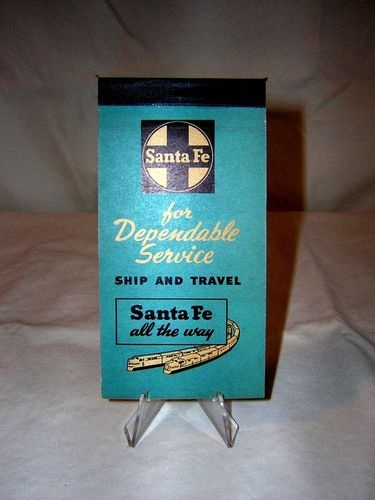 Santa Fe
for
Dependable
Service
SHIP AND TRAVEL
Santa Fe
all the way